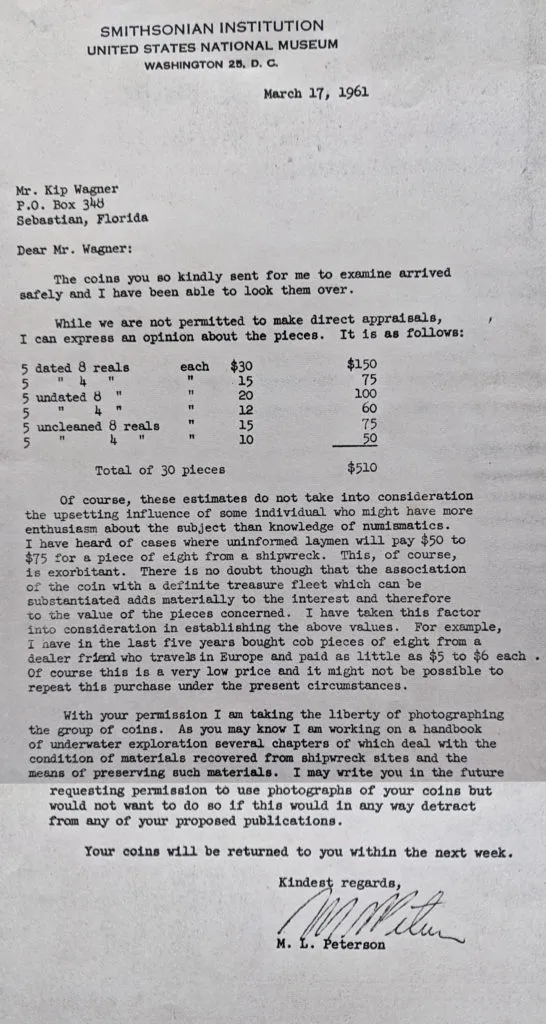 SMITHSONIAN INSTITUTION
UNITED STATES NATIONAL MUSEUM
WASHINGTON 25, D. C.
March 17, 1961
Mr. Kip Wagner
P.O. Box 348
Sebastian, Florida
Dear Mr. Wagner:
The coins you so kindly sent for me to examine arrived
safely and I have been able to look them over.
While we are not permitted to make direct appraisals,
I can express an opinion about the pieces. It is as follows:
5 dated 8 reals each $30 $150
5 " 4 " " 15 75
5 undated 8 " " 20 100
5 " 4 " " 12 60
5 uncleaned 8 reals " 15 75
5 " 4 " " 10 50
Total of 30 pieces $510
Of course, these estimates do not take into consideration
the upsetting influence of some individual who might have more
enthusiasm about the subject than knowledge of numismatics.
I have heard of cases where uninformed laymen will pay $50 to
$75 for a piece of eight from a shipwreck. This, of course,
is exorbitant. There is no doubt though that the association
of the coin with a definite treasure fleet which can be
substantiated adds materially to the interest and therefore
to the value of the pieces concerned. I have taken this factor
into consideration in establishing the above values. For example,
I have in the last five years bought cob pieces of eight from a
dealer friend who travels in Europe and paid as little as $5 to $6 each .
Of course this is a very low price and it might not be possible to
repeat this purchase under the present circumstances.
With your permission I am taking the liberty of photographing
the group of coins. As you may know I am working on a handbook
of underwater exploration several chapters of which deal with the
condition of materials recovered from shipwreck sites and the
means of preserving such materials. I may write you in the future
requesting permission to use photographs of your coins but
would not want to do so if this would in any way detract
from any of your proposed publications.
Your coins will be returned to you within the next week.
Kindest regards,
M. L. Peterson